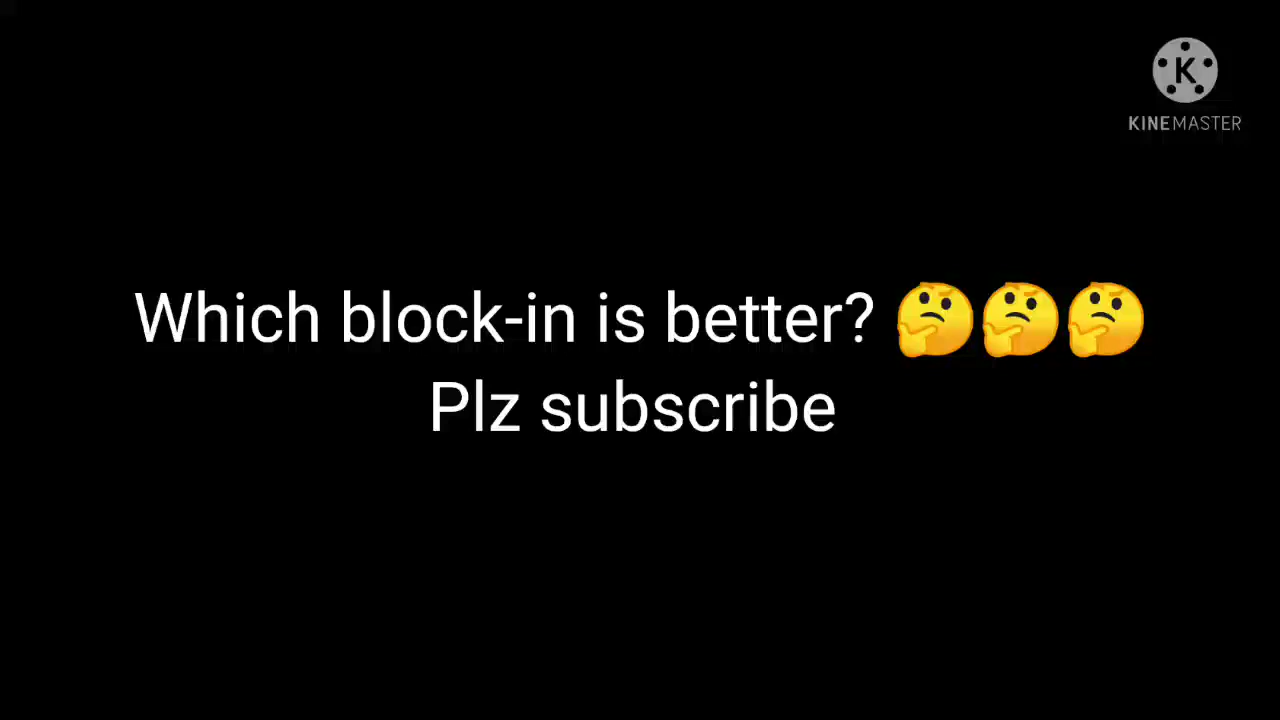 K
KINEMASTER
Which block-in is better? 🤔🤔🤔
Plz subscribe